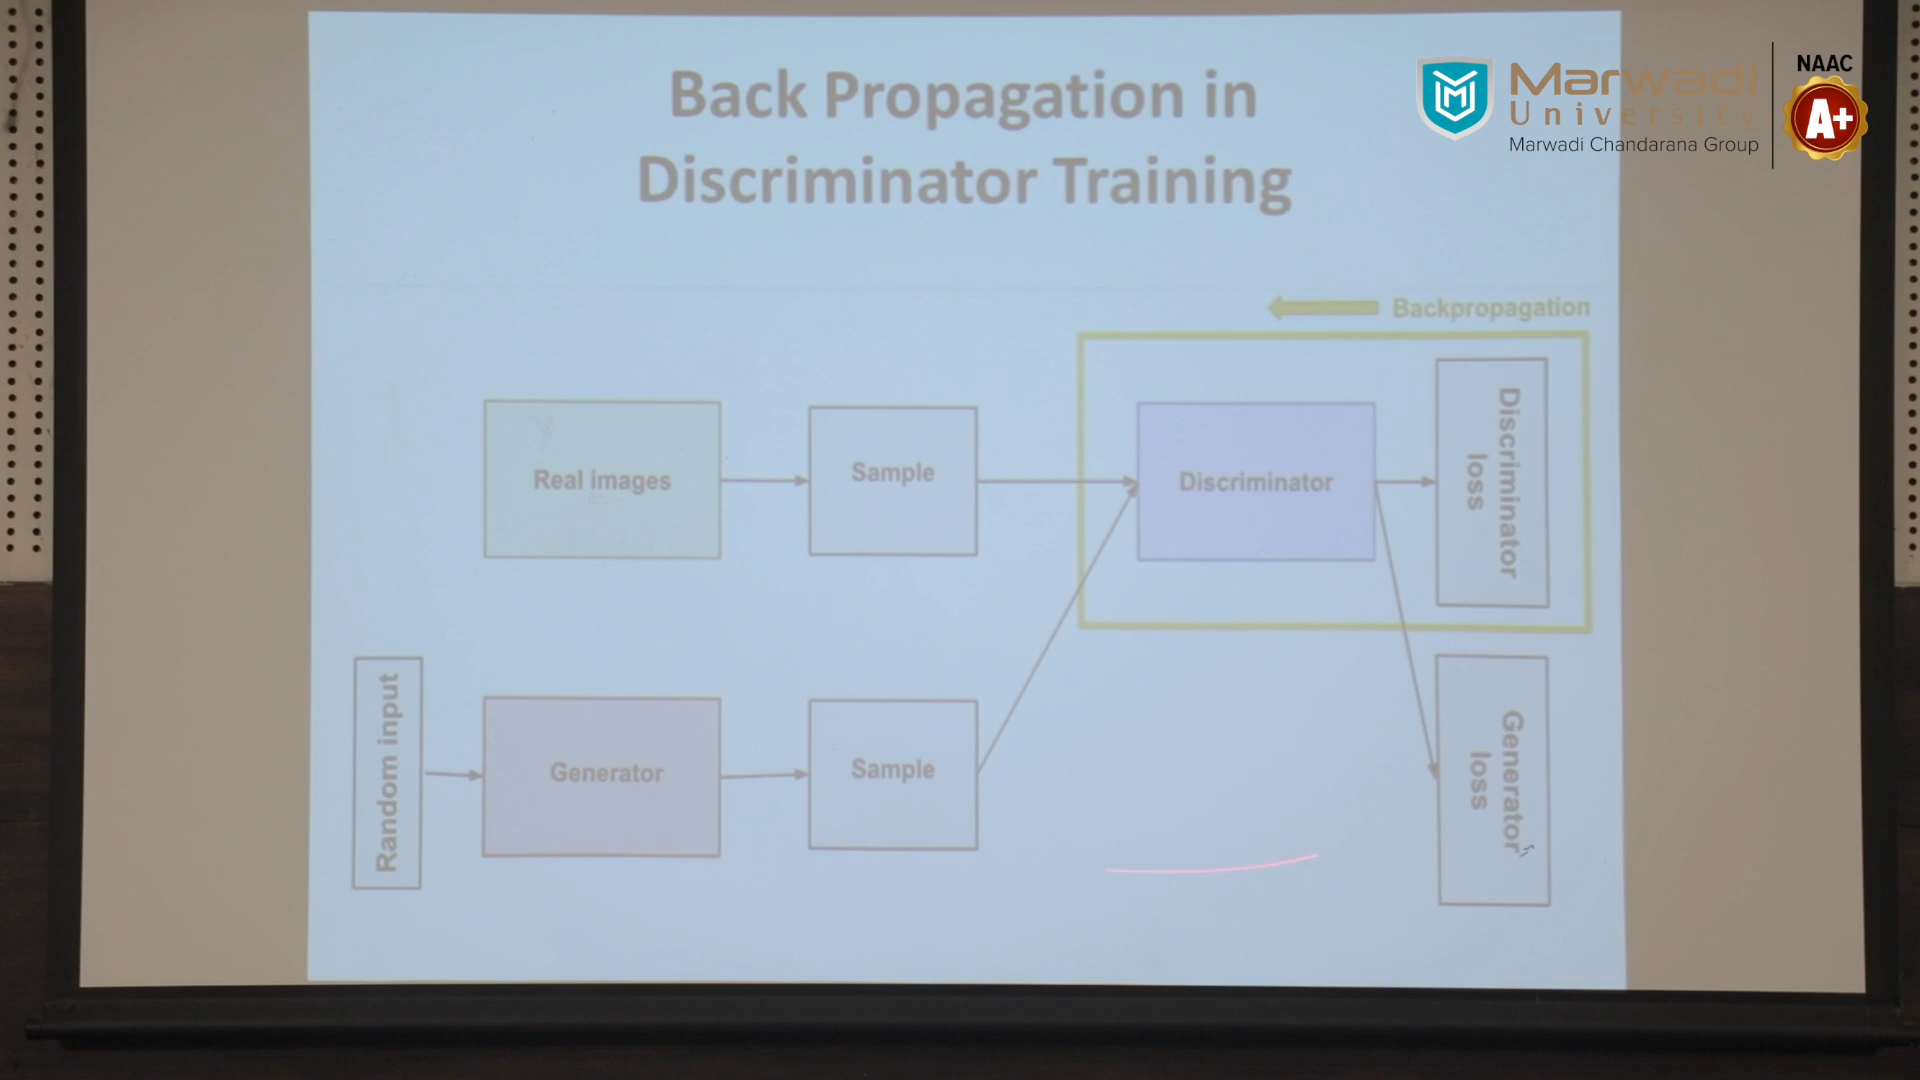 Back Propagation in
Discriminator Training
Marwadi
University
Marwadi Chandarana Group
NAAC
A+
Backpropagation
Real images
Sample
Discriminator
Discriminator
loss
Random input
Generator
Sample
Generator
loss